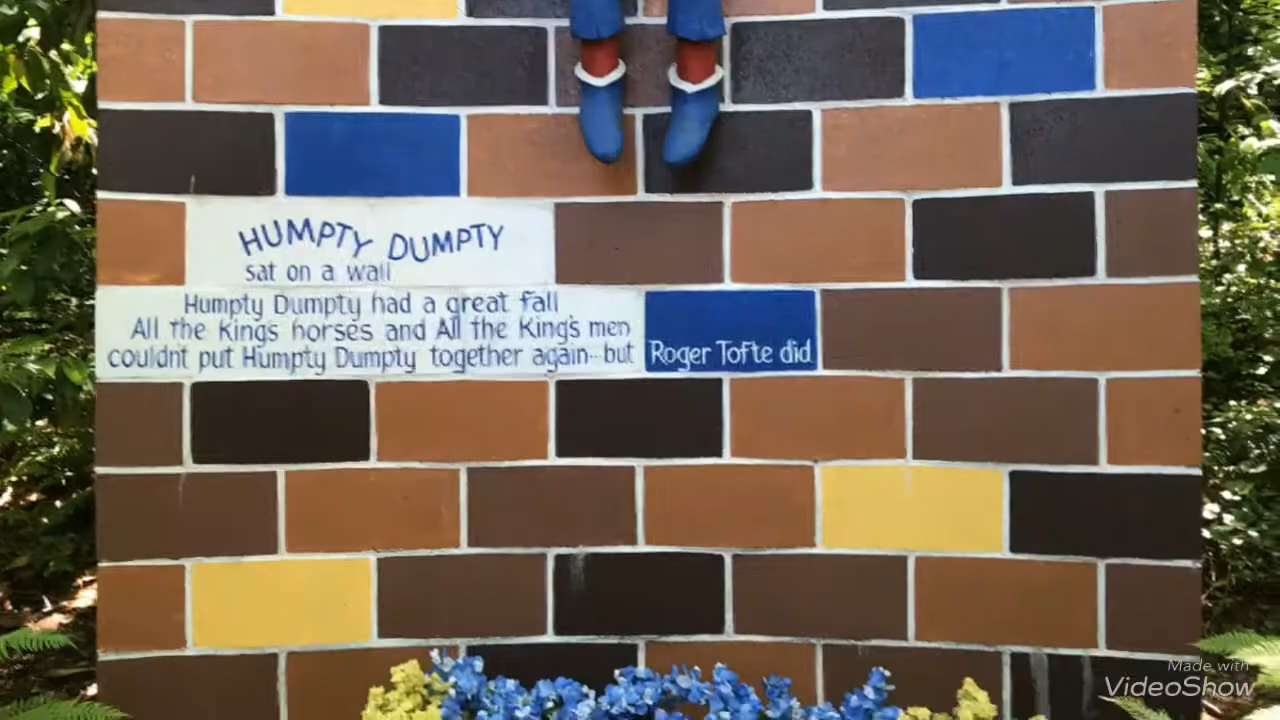 HUMPTY DUMPTY
sat on a wall
Humpty Dumpty had a great fall
All the Kings horses and All the King's men
couldn't put Humpty Dumpty together again--but Roger Tofte did
Made with
VideoShow